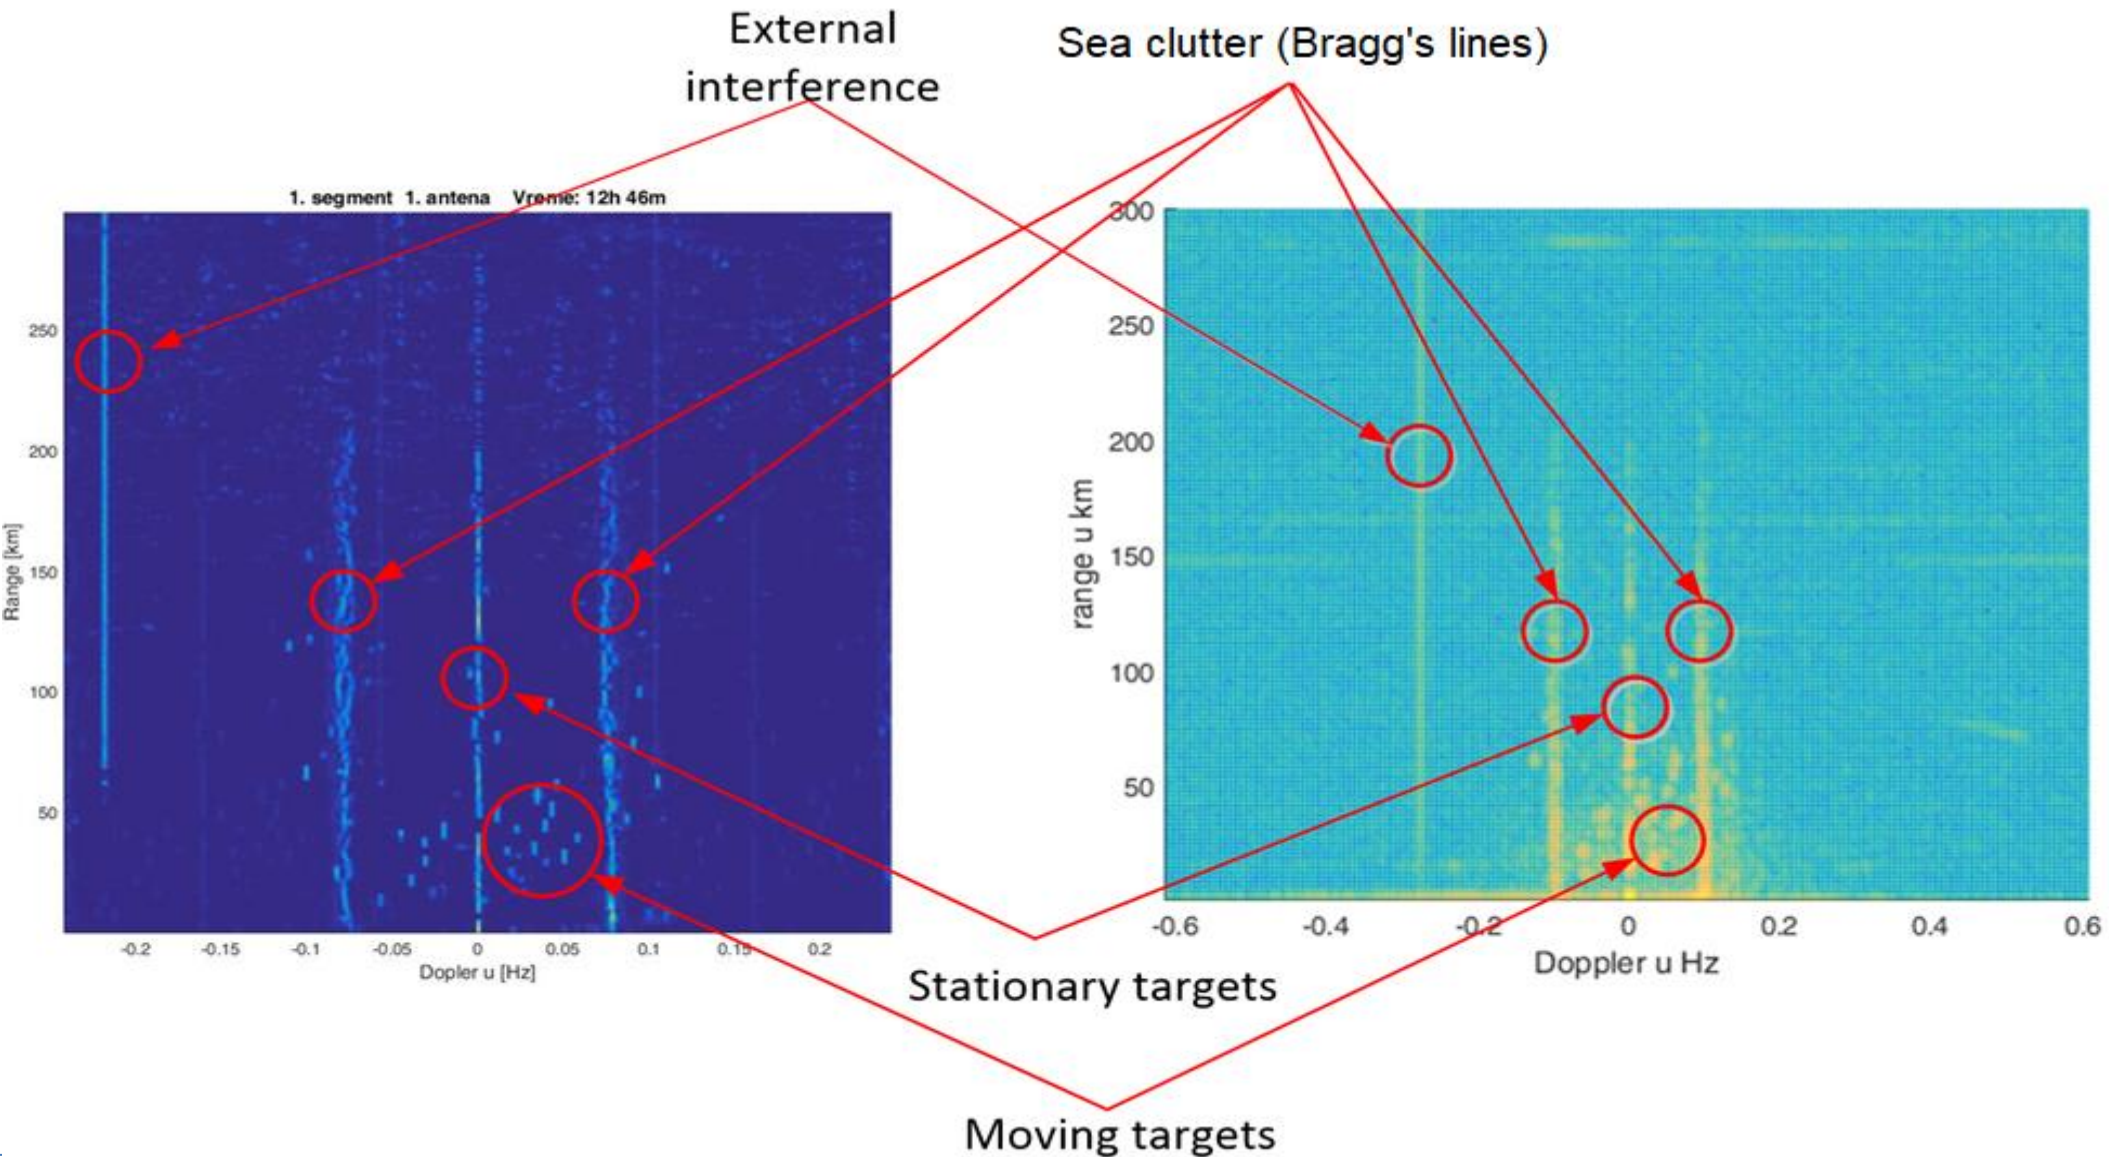 External
interference
Sea clutter (Bragg's lines)
1. segment 1. antena Vreme: 12h 46m
250
200
150
100
50
Range [km]
-0.2 -0.15 -0.1 -0.05 0 0.05 0.1 0.15 0.2
Dopler u [Hz]
300
250
200
150
100
50
range u km
-0.6 -0.4 -0.2 0 0.2 0.4 0.6
Doppler u Hz
Stationary targets
Moving targets